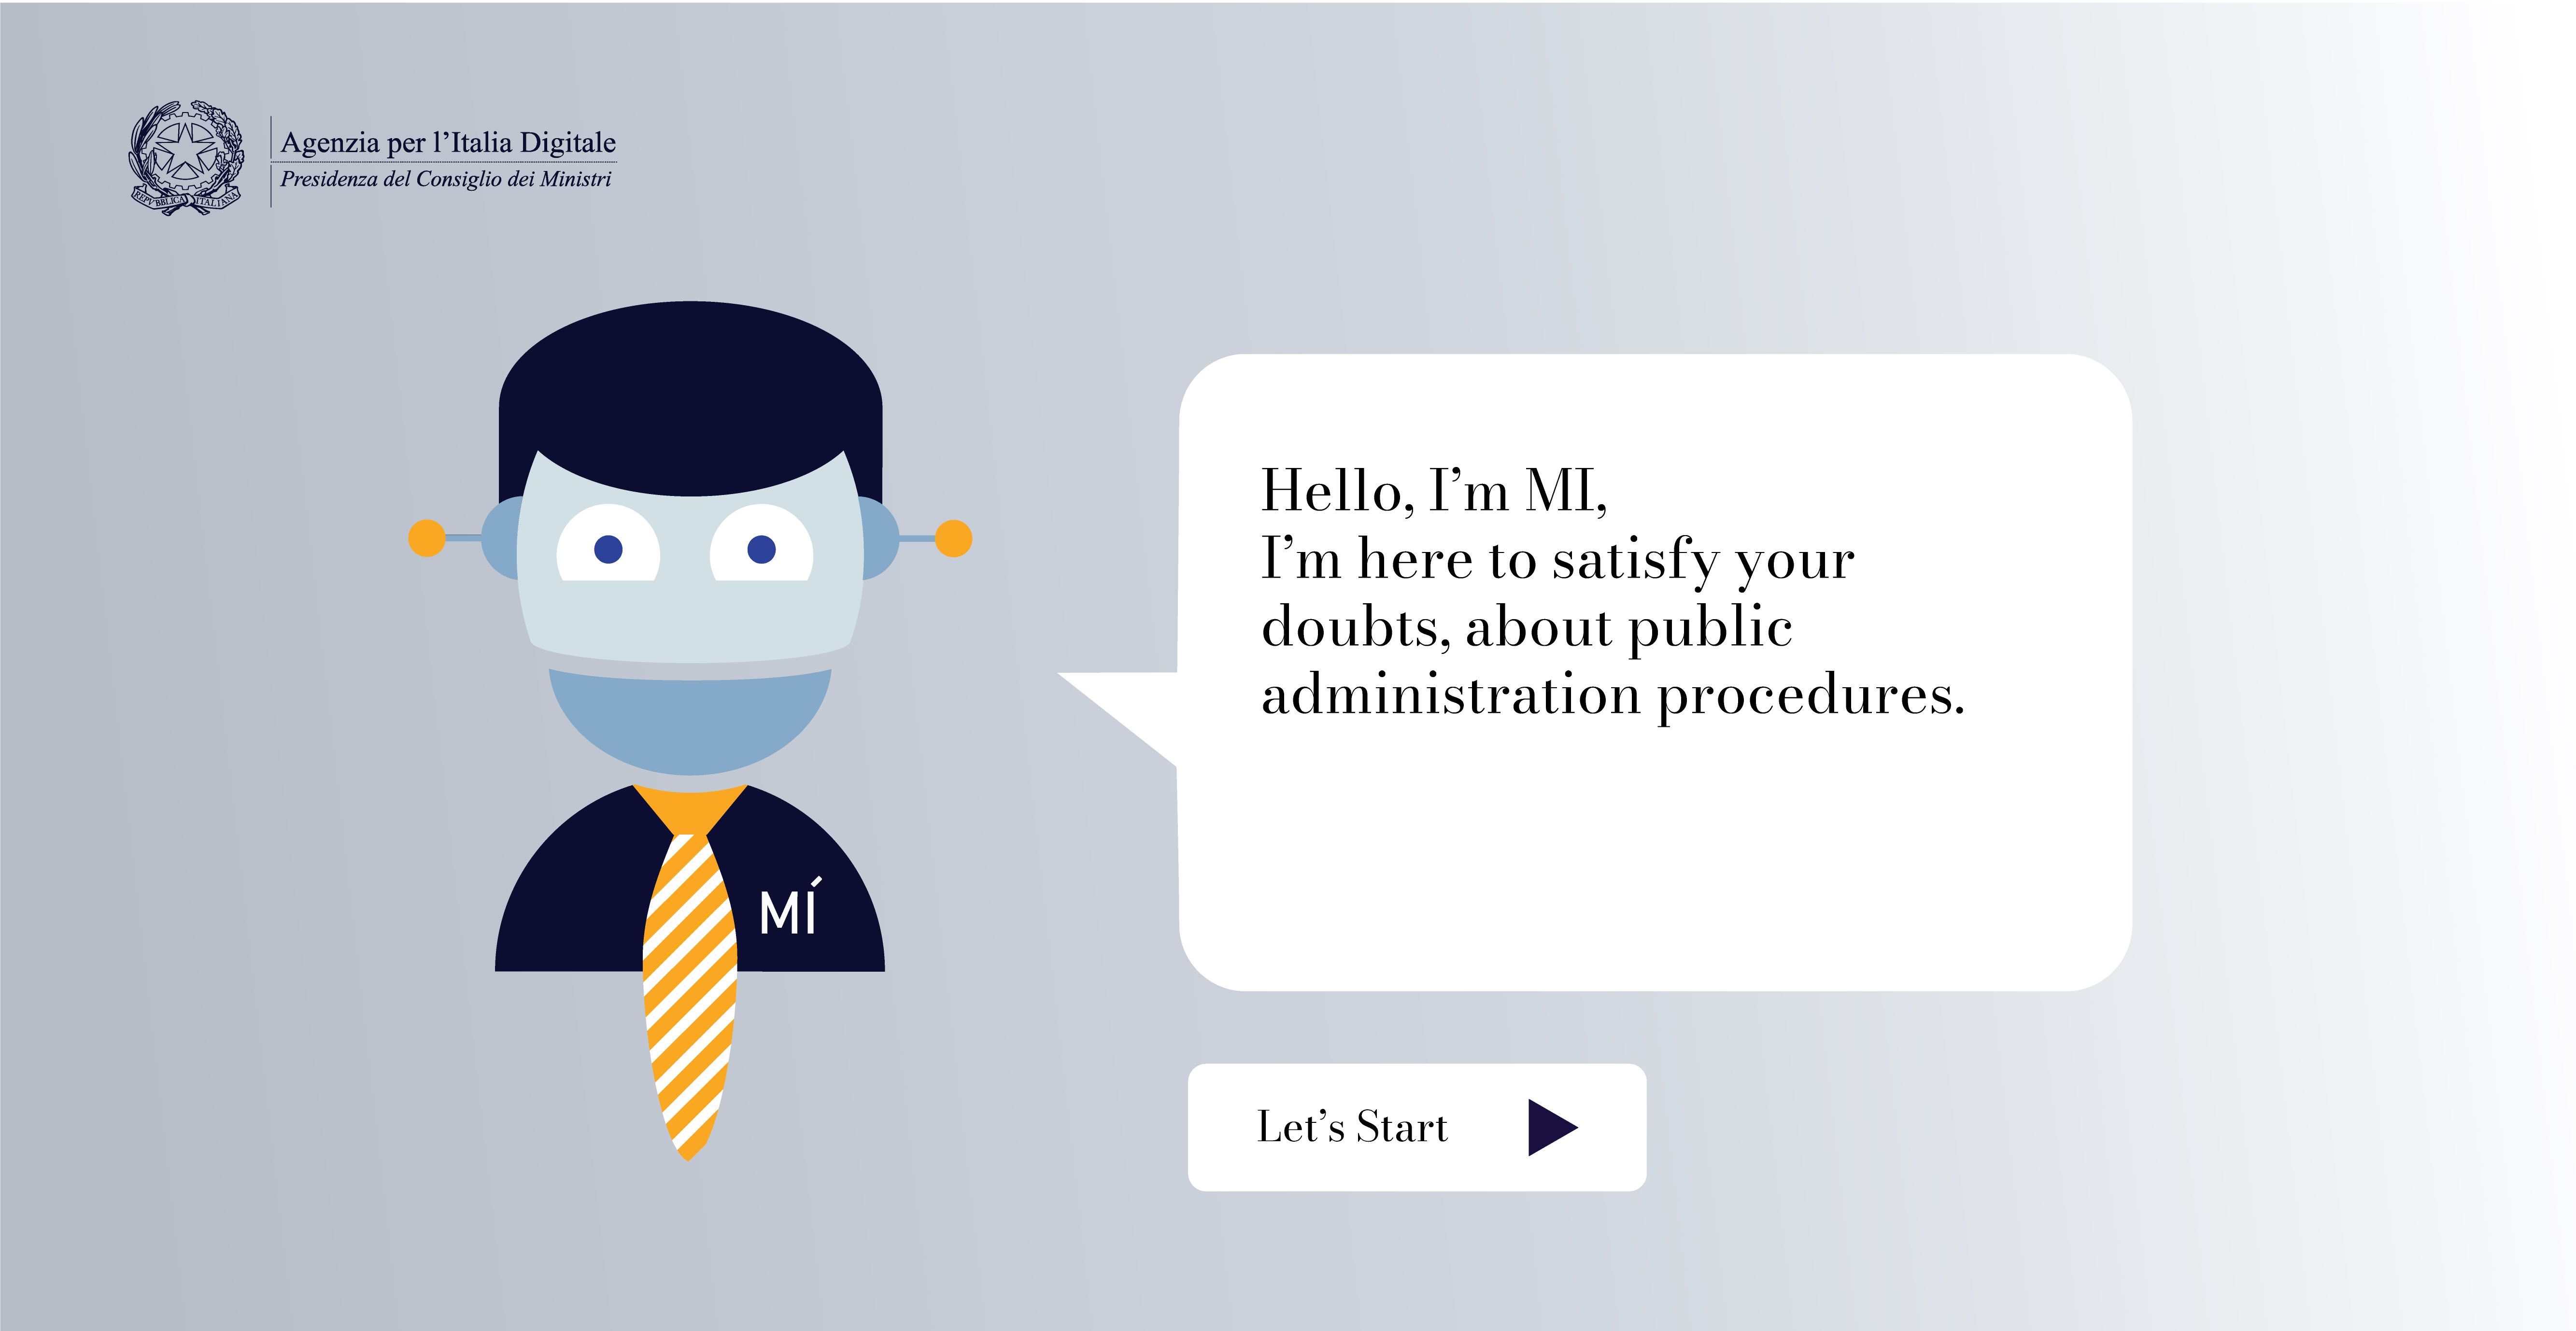 Agenzia per l’Italia Digitale
Presidenza del Consiglio dei Ministri
REPVBBLICA ITALIANA
Hello, I’m MI,
I’m here to satisfy your
doubts, about public
administration procedures.
MÍ
Let’s Start